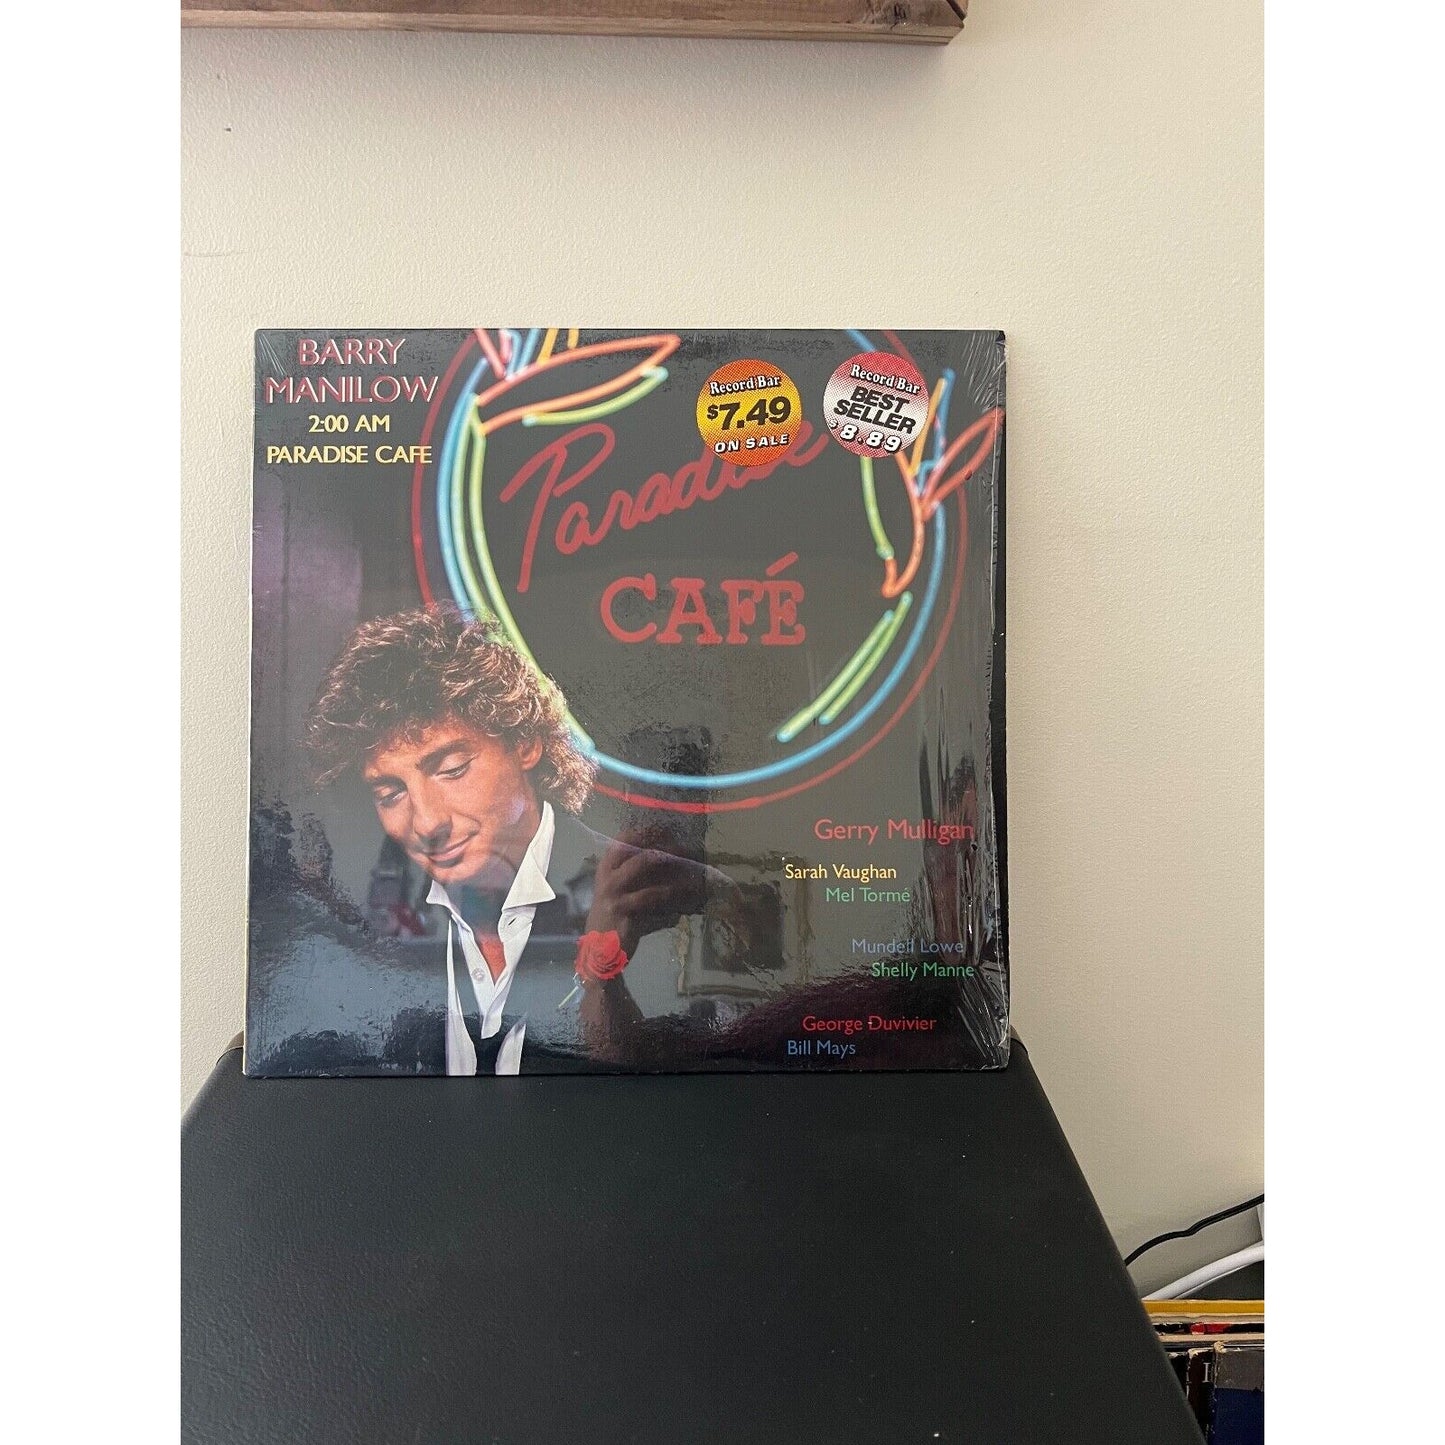 BARRY
MANILOW
2:00 AM
PARADISE CAFE
Record Bar
$7.49
ON SALE
Record Bar
BEST
SELLER
$8.89
Paradise
CAFÉ
Gerry Mulligan
Sarah Vaughan
Mel Tormé
Mundell Lowe
Shelly Manne
George Duvivier
Bill Mays